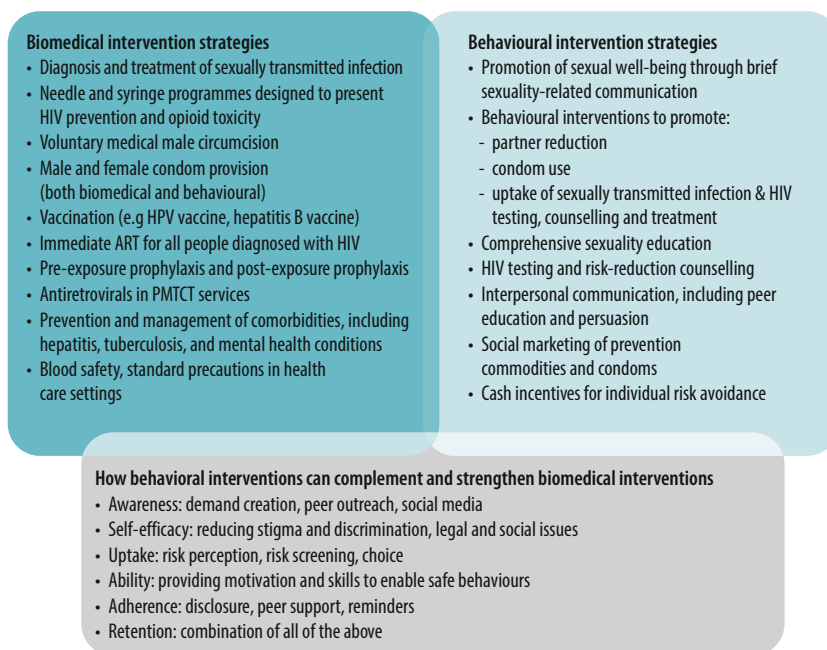 Biomedical intervention strategies
• Diagnosis and treatment of sexually transmitted infection
• Needle and syringe programmes designed to present
HIV prevention and opioid toxicity
• Voluntary medical male circumcision
• Male and female condom provision
(both biomedical and behavioural)
• Vaccination (e.g HPV vaccine, hepatitis B vaccine)
• Immediate ART for all people diagnosed with HIV
• Pre-exposure prophylaxis and post-exposure prophylaxis
• Antiretrovirals in PMTCT services
• Prevention and management of comorbidities, including
hepatitis, tuberculosis, and mental health conditions
• Blood safety, standard precautions in health
care settings
Behavioural intervention strategies
• Promotion of sexual well-being through brief
sexuality-related communication
• Behavioural interventions to promote:
- partner reduction
- condom use
- uptake of sexually transmitted infection & HIV
testing, counselling and treatment
• Comprehensive sexuality education
• HIV testing and risk-reduction counselling
• Interpersonal communication, including peer
education and persuasion
• Social marketing of prevention
commodities and condoms
• Cash incentives for individual risk avoidance
How behavioral interventions can complement and strengthen biomedical interventions
• Awareness: demand creation, peer outreach, social media
• Self-efficacy: reducing stigma and discrimination, legal and social issues
• Uptake: risk perception, risk screening, choice
• Ability: providing motivation and skills to enable safe behaviours
• Adherence: disclosure, peer support, reminders
• Retention: combination of all of the above